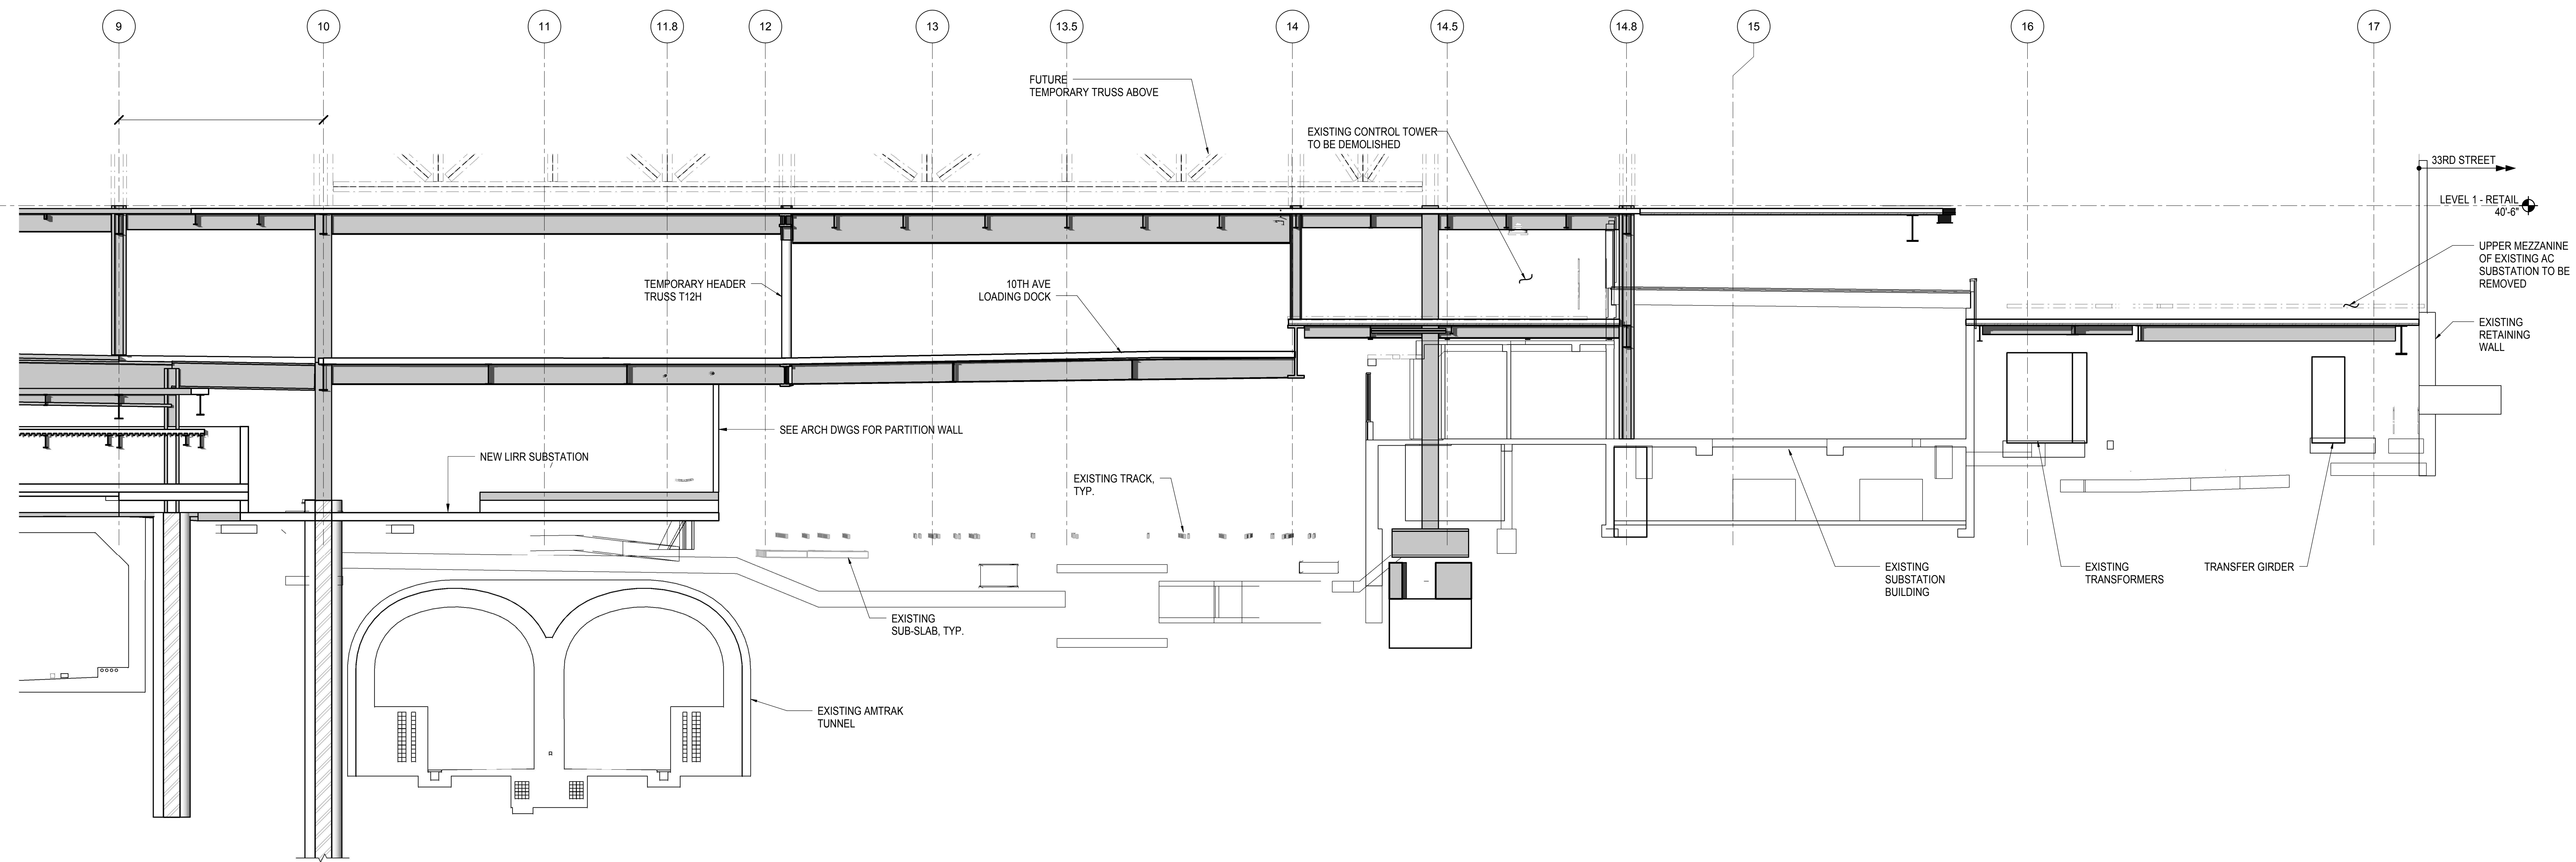 9
10
11
11.8
12
13
13.5
14
14.5
14.8
15
16
17
FUTURE
TEMPORARY TRUSS ABOVE
EXISTING CONTROL TOWER
TO BE DEMOLISHED
33RD STREET
LEVEL 1 - RETAIL
40'-6"
UPPER MEZZANINE
OF EXISTING AC
SUBSTATION TO BE
REMOVED
TEMPORARY HEADER
TRUSS T12H
10TH AVE
LOADING DOCK
EXISTING
RETAINING
WALL
SEE ARCH DWGS FOR PARTITION WALL
NEW LIRR SUBSTATION
EXISTING TRACK,
TYP.
EXISTING
SUBSTATION
BUILDING
EXISTING
TRANSFORMERS
TRANSFER GIRDER
EXISTING
SUB-SLAB, TYP.
EXISTING AMTRAK
TUNNEL